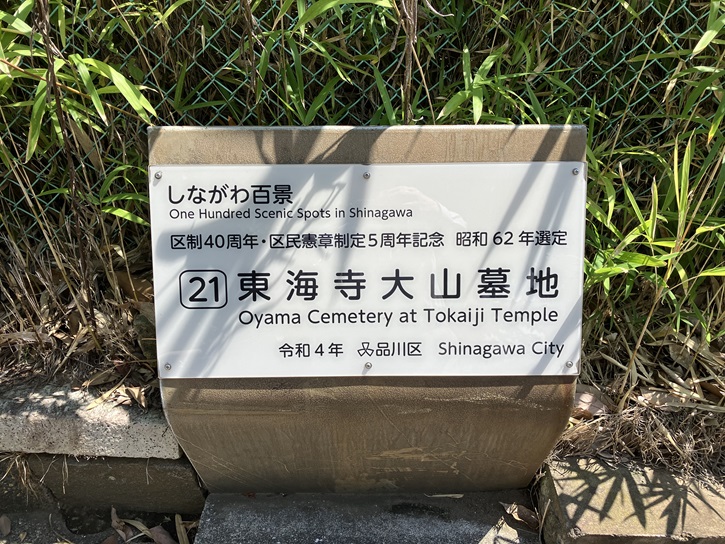 しながわ百景
One Hundred Scenic Spots in Shinagawa
区制40周年・区民憲章制定5周年記念 昭和62年選定
21 東海寺大山墓地
Oyama Cemetery at Tokaiji Temple
令和4年 品川区 Shinagawa City